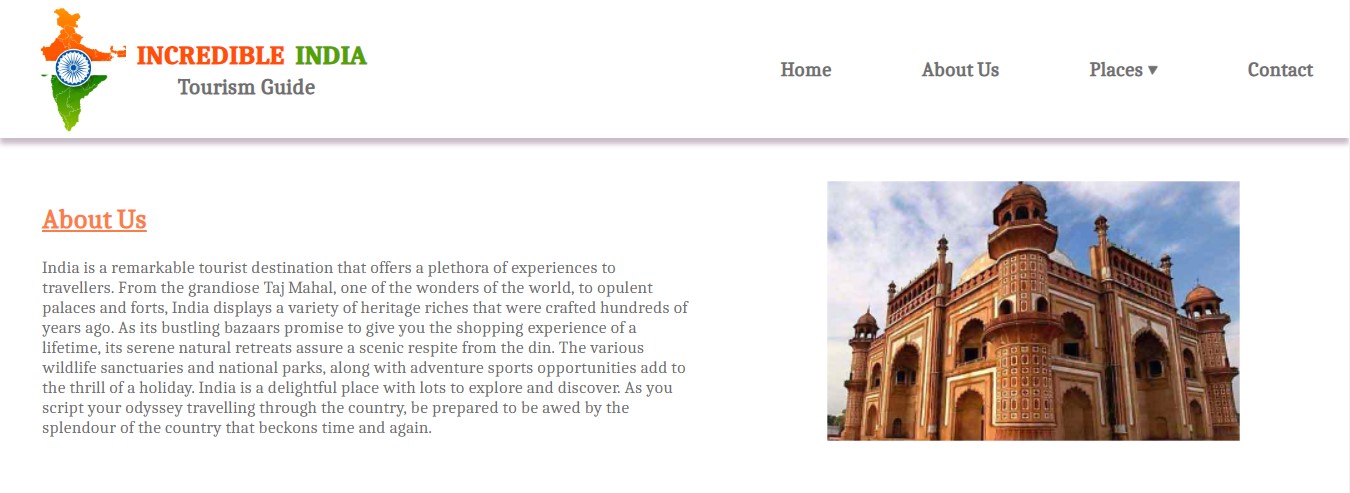 INCREDIBLE INDIA
Tourism Guide
Home
About Us
Places ▼
Contact
About Us
India is a remarkable tourist destination that offers a plethora of experiences to
travellers. From the grandiose Taj Mahal, one of the wonders of the world, to opulent
palaces and forts, India displays a variety of heritage riches that were crafted hundreds of
years ago. As its bustling bazaars promise to give you the shopping experience of a
lifetime, its serene natural retreats assure a scenic respite from the din. The various
wildlife sanctuaries and national parks, along with adventure sports opportunities add to
the thrill of a holiday. India is a delightful place with lots to explore and discover. As you
script your odyssey travelling through the country, be prepared to be awed by the
splendour of the country that beckons time and again.